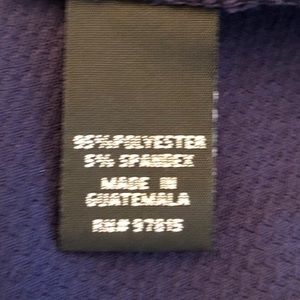 95% POLYESTER
5% SPANDEX
MADE IN
GUATEMALA
RN# 97815